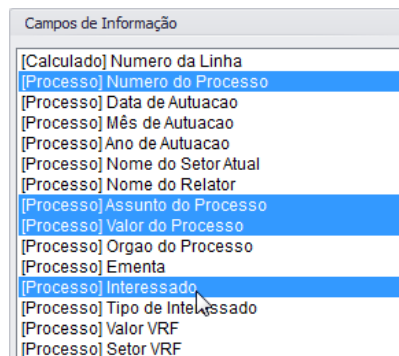 Campos de Informação
[Calculado] Numero da Linha
[Processo] Numero do Processo
[Processo] Data de Autuacao
[Processo] Mês de Autuacao
[Processo] Ano de Autuacao
[Processo] Nome do Setor Atual
[Processo] Nome do Relator
[Processo] Assunto do Processo
[Processo] Valor do Processo
[Processo] Orgao do Processo
[Processo] Ementa
[Processo] Interessado
[Processo] Tipo de Interessado
[Processo] Valor VRF
[Processo] Setor VRF